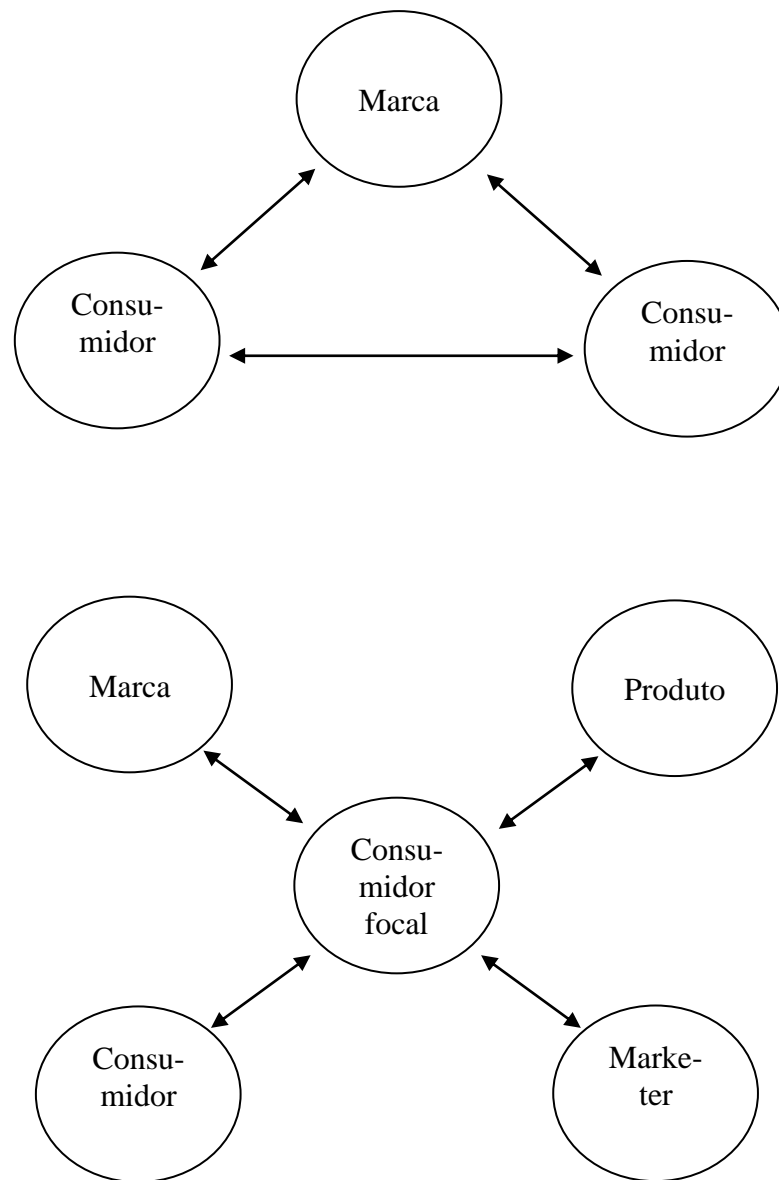 Marca
Consu-
midor
Consu-
midor
Marca
Produto
Consu-
midor
focal
Consu-
midor
Marke-
ter